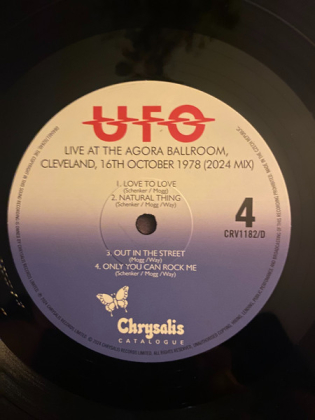 UFO
LIVE AT THE AGORA BALLROOM,
CLEVELAND, 16TH OCTOBER 1978 (2024 MIX)
1. LOVE TO LOVE
(Schenker / Mogg)
2. NATURAL THING
(Schenker / Mogg /Way)
4
CRV1182/D
3. OUT IN THE STREET
(Mogg /Way)
4. ONLY YOU CAN ROCK ME
(Schenker / Mogg /Way)
Chrysalis
CATALOGUE